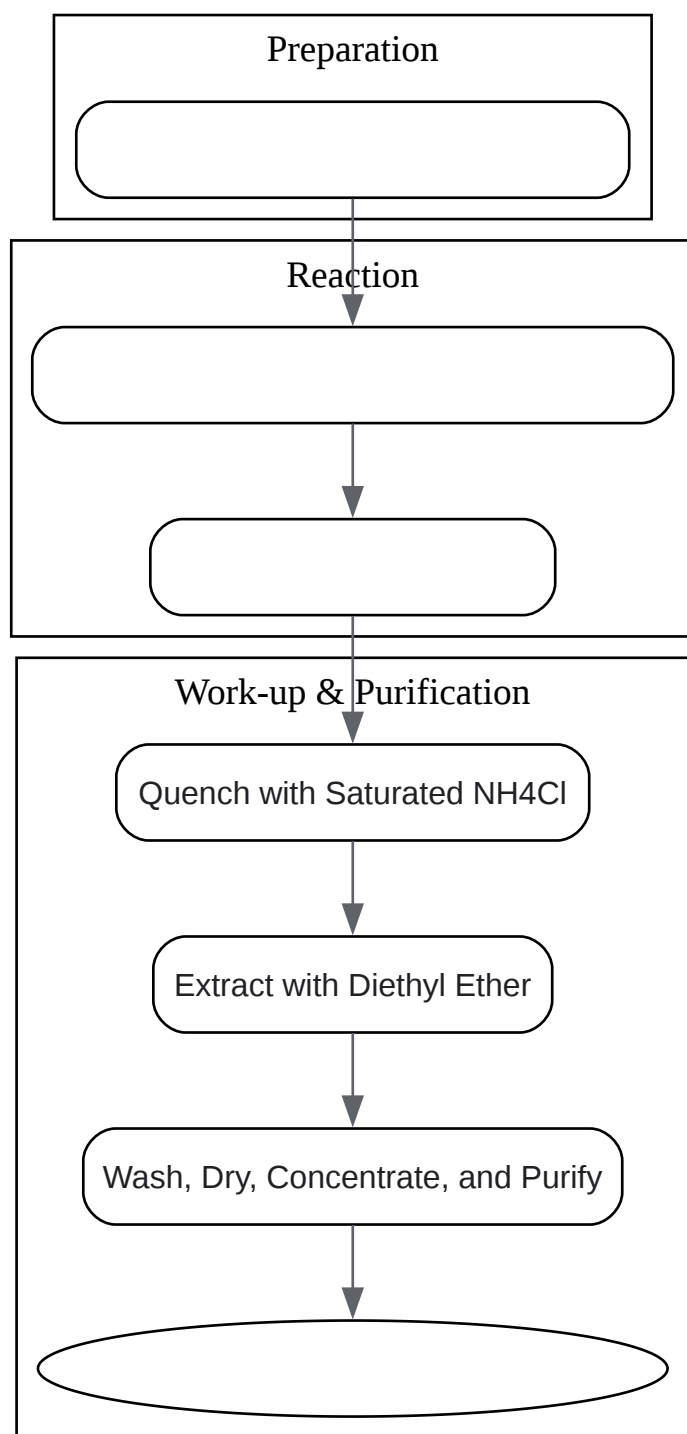 Preparation
Reaction
Work-up & Purification
Quench with Saturated NH4Cl
Extract with Diethyl Ether
Wash, Dry, Concentrate, and Purify